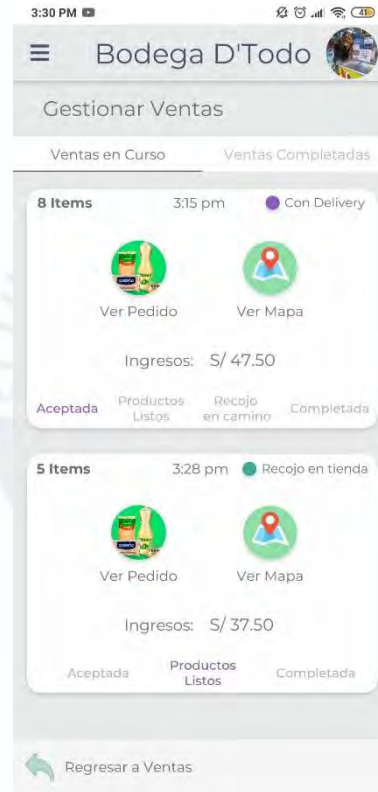 3:30 PM
41
Bodega D'Todo
Gestionar Ventas
Ventas en Curso Ventas Completadas
8 Items 3:15 pm Con Delivery
Ver Pedido Ver Mapa
Ingresos: S/ 47.50
Aceptada Productos Listos Recojo en camino Completada
5 Items 3:28 pm Recojo en tienda
Ver Pedido Ver Mapa
Ingresos: S/ 37.50
Aceptada Productos Listos Completada
Regresar a Ventas